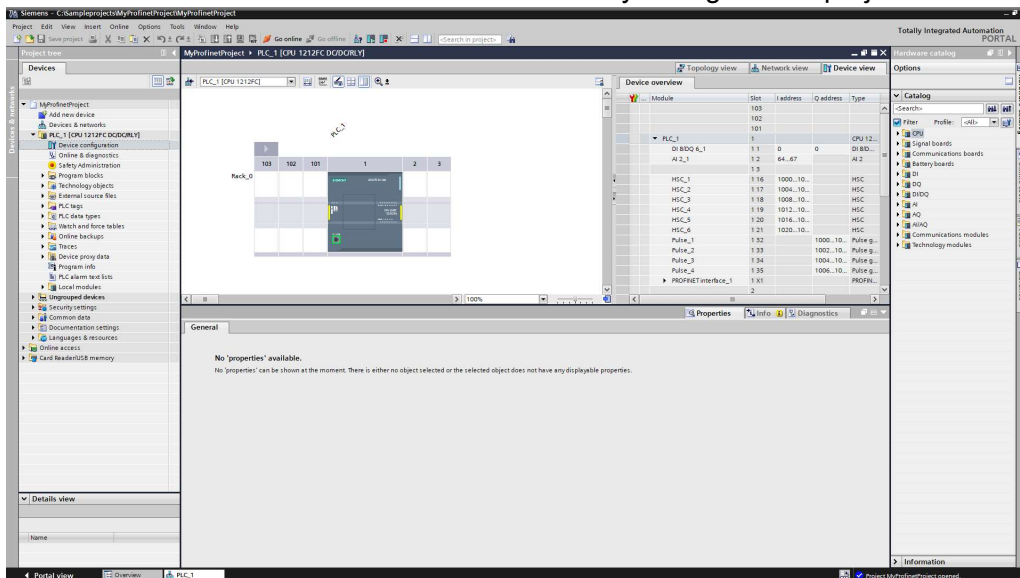 Siemens - C:\Sampleprojects\MyProfinetProject\MyProfinetProject
Project Edit View Insert Online Options Tools Window Help
Totally Integrated Automation
PORTAL
Save project
Go online
Go offline
<Search in project>
Project tree
MyProfinetProject ▸ PLC_1 [CPU 1212FC DC/DC/RLY]
Hardware catalog
Devices
Topology view
Network view
Device view
Options
PLC_1 [CPU 1212FC]
Device overview
Devices & networks
MyProfinetProject
Add new device
Devices & networks
PLC_1 [CPU 1212FC DC/DC/RLY]
Device configuration
Online & diagnostics
Safety Administration
Program blocks
Technology objects
External source files
PLC tags
PLC data types
Watch and force tables
Online backups
Traces
Device proxy data
Program info
PLC alarm text lists
Local modules
Ungrouped devices
Security settings
Common data
Documentation settings
Languages & resources
Online access
Card Reader/USB memory
PLC_1
103 102 101 1 2 3
Rack_0
SIEMENS
100%
... Module Slot I address Q address Type
103
102
101
PLC_1 1 CPU 12...
DI 8/DQ 6_1 1 1 0 0 DI 8/D...
AI 2_1 1 2 64...67 AI 2
1 3
HSC_1 1 16 1000...10... HSC
HSC_2 1 17 1004...10... HSC
HSC_3 1 18 1008...10... HSC
HSC_4 1 19 1012...10... HSC
HSC_5 1 20 1016...10... HSC
HSC_6 1 21 1020...10... HSC
Pulse_1 1 32 1000...10... Pulse g...
Pulse_2 1 33 1002...10... Pulse g...
Pulse_3 1 34 1004...10... Pulse g...
Pulse_4 1 35 1006...10... Pulse g...
PROFINET interface_1 1 X1 PROFIN...
2
Catalog
<Search>
Filter Profile: <All>
CPU
Signal boards
Communications boards
Battery boards
DI
DQ
DI/DQ
AI
AQ
AI/AQ
Communications modules
Technology modules
Properties
Info
Diagnostics
General
No 'properties' available.
No 'properties' can be shown at the moment. There is either no object selected or the selected object does not have any displayable properties.
Details view
Name
Information
Portal view
Overview
PLC_1
Project MyProfinetProject opened